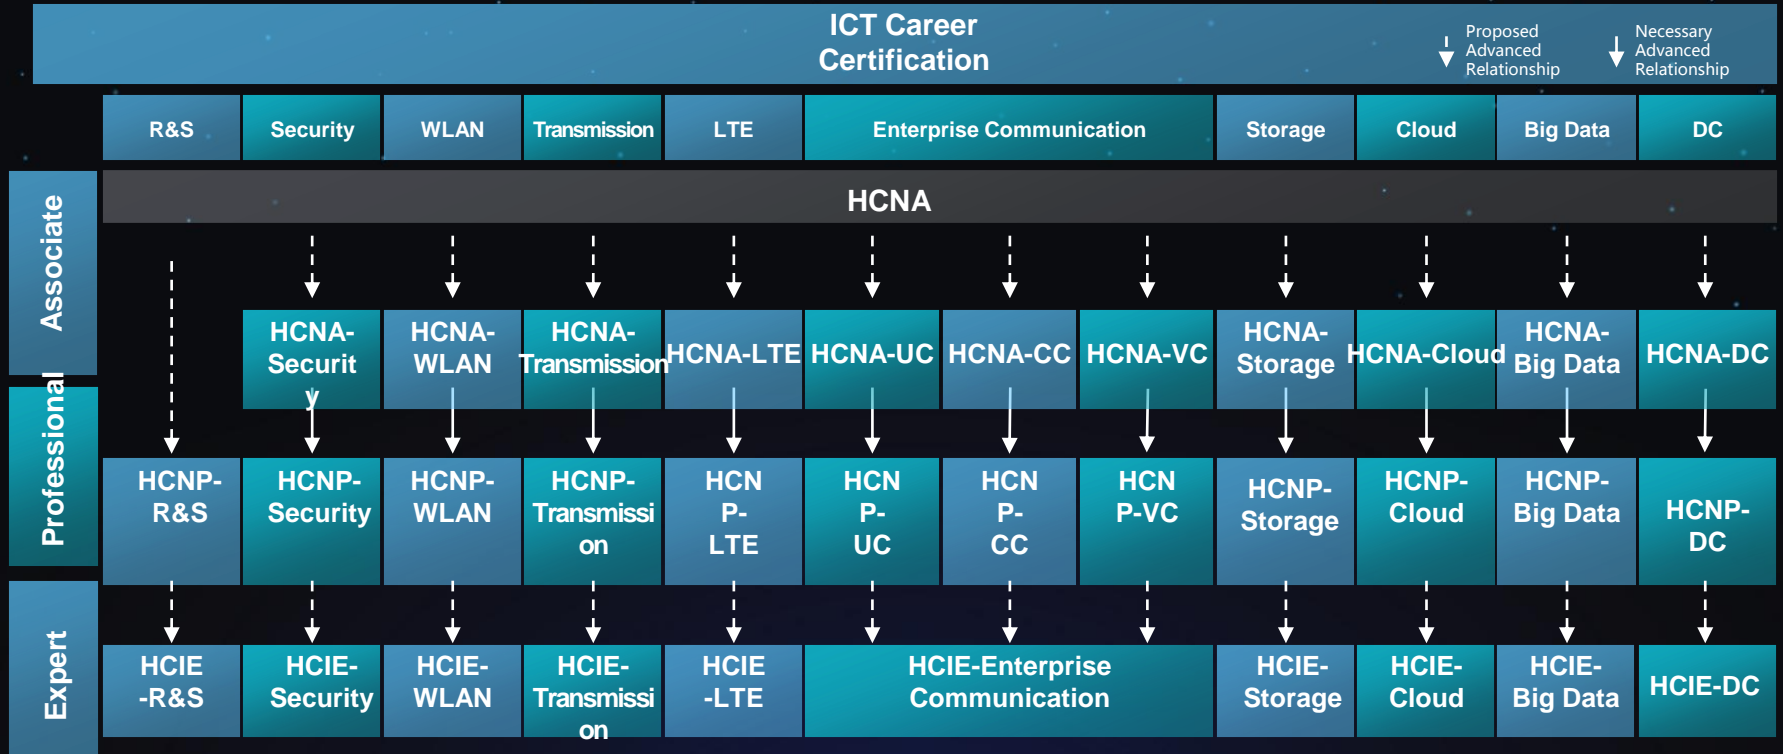 ICT Career
Certification
Proposed
Advanced
Relationship
Necessary
Advanced
Relationship
R&S
Security
WLAN
Transmission
LTE
Enterprise Communication
Storage
Cloud
Big Data
DC
Associate
HCNA
HCNA-
Securit
y
HCNA-
WLAN
HCNA-
Transmission
HCNA-LTE
HCNA-UC
HCNA-CC
HCNA-VC
HCNA-
Storage
HCNA-Cloud
HCNA-
Big Data
HCNA-DC
Professional
HCNP-
R&S
HCNP-
Security
HCNP-
WLAN
HCNP-
Transmissi
on
HCN
P-
LTE
HCN
P-
UC
HCN
P-
CC
HCN
P-VC
HCNP-
Storage
HCNP-
Cloud
HCNP-
Big Data
HCNP-
DC
Expert
HCIE
-R&S
HCIE-
Security
HCIE-
WLAN
HCIE-
Transmissi
on
HCIE
-LTE
HCIE-Enterprise
Communication
HCIE-
Storage
HCIE-
Cloud
HCIE-
Big Data
HCIE-DC